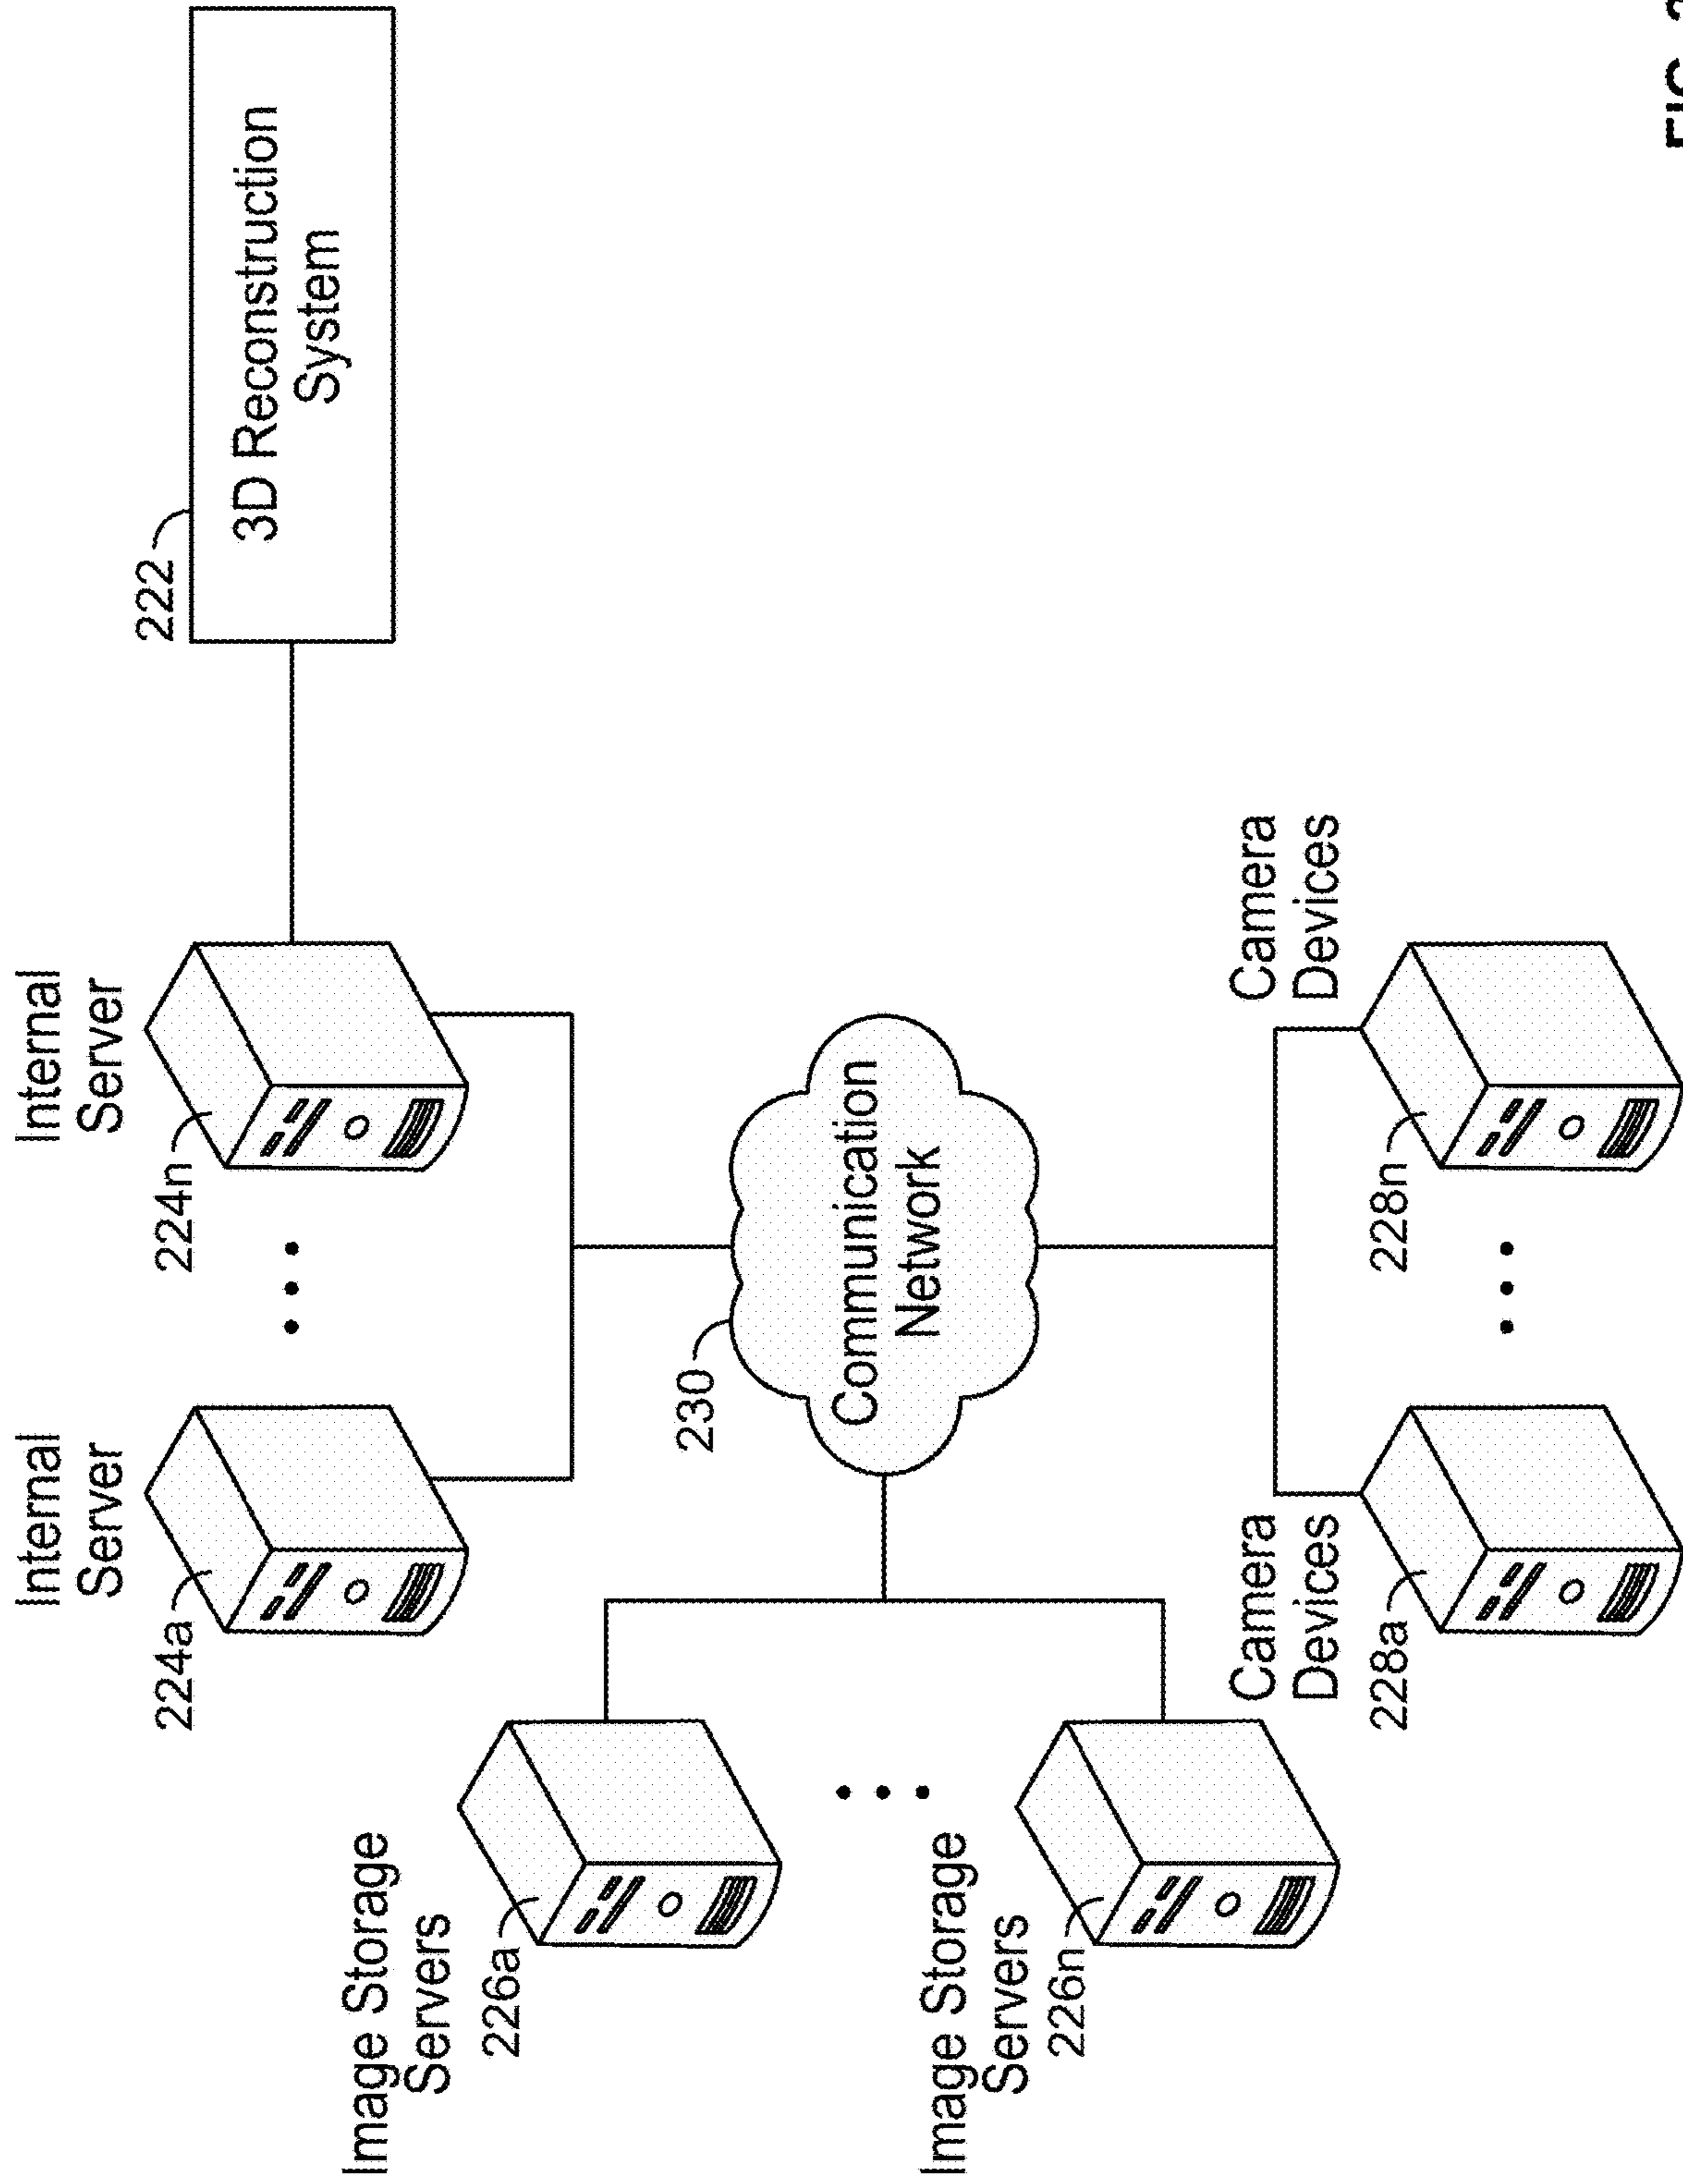 Internal
Server
224a
Internal
Server
224n
222
3D Reconstruction
System
Image Storage
Servers
226a
230
Communication
Network
Image Storage
Servers
226n
Camera
Devices
228a
Camera
Devices
228n
FIG.